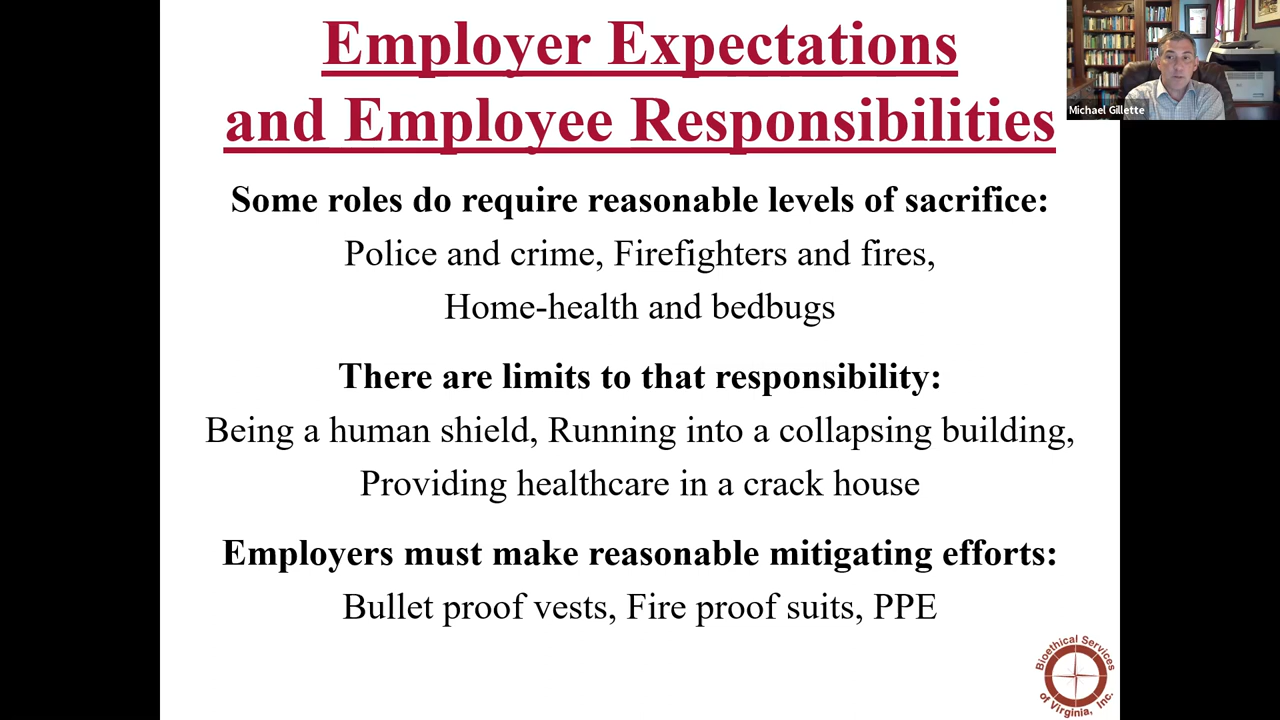 Employer Expectations
and Employee Responsibilities
Some roles do require reasonable levels of sacrifice:
Police and crime, Firefighters and fires,
Home-health and bedbugs
There are limits to that responsibility:
Being a human shield, Running into a collapsing building,
Providing healthcare in a crack house
Employers must make reasonable mitigating efforts:
Bullet proof vests, Fire proof suits, PPE
Michael Gillette
Bioethical Services
of Virginia, Inc.